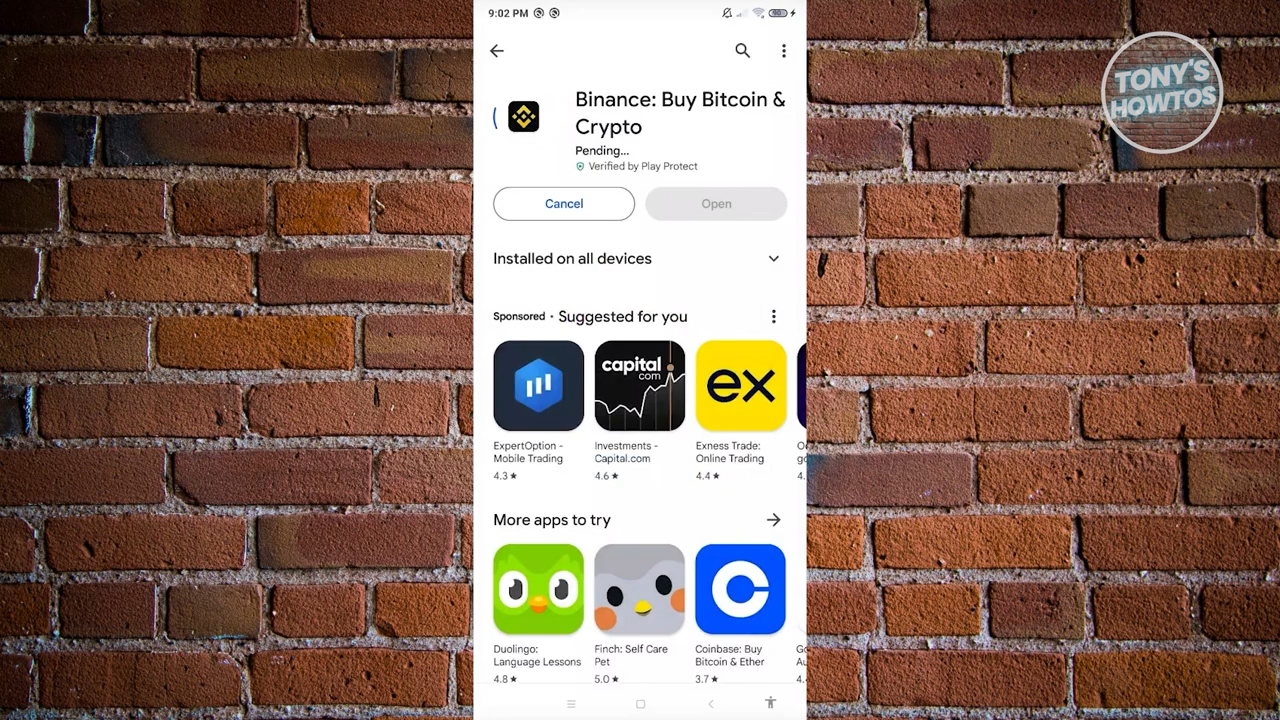 9:02 PM
90
TONY'S
HOWTOS
Binance: Buy Bitcoin &
Crypto
Pending...
Verified by Play Protect
Cancel
Open
Installed on all devices
Sponsored • Suggested for you
capital
com
ex
ExpertOption -
Mobile Trading
4.3★
Investments -
Capital.com
4.6★
Exness Trade:
Online Trading
4.4★
More apps to try
Duolingo:
Language Lessons
4.8★
Finch: Self Care
Pet
5.0★
Coinbase: Buy
Bitcoin & Ether
3.7★